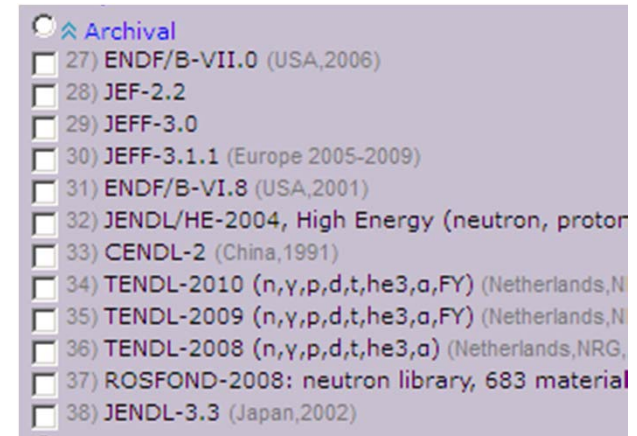 Archival
27) ENDF/B-VII.0 (USA,2006)
28) JEF-2.2
29) JEFF-3.0
30) JEFF-3.1.1 (Europe 2005-2009)
31) ENDF/B-VI.8 (USA,2001)
32) JENDL/HE-2004, High Energy (neutron, proton
33) CENDL-2 (China,1991)
34) TENDL-2010 (n,γ,p,d,t,he3,α,FY) (Netherlands,
35) TENDL-2009 (n,γ,p,d,t,he3,α,FY) (Netherlands,
36) TENDL-2008 (n,γ,p,d,t,he3,α) (Netherlands,NRG,
37) ROSFOND-2008: neutron library, 683 material
38) JENDL-3.3 (Japan,2002)